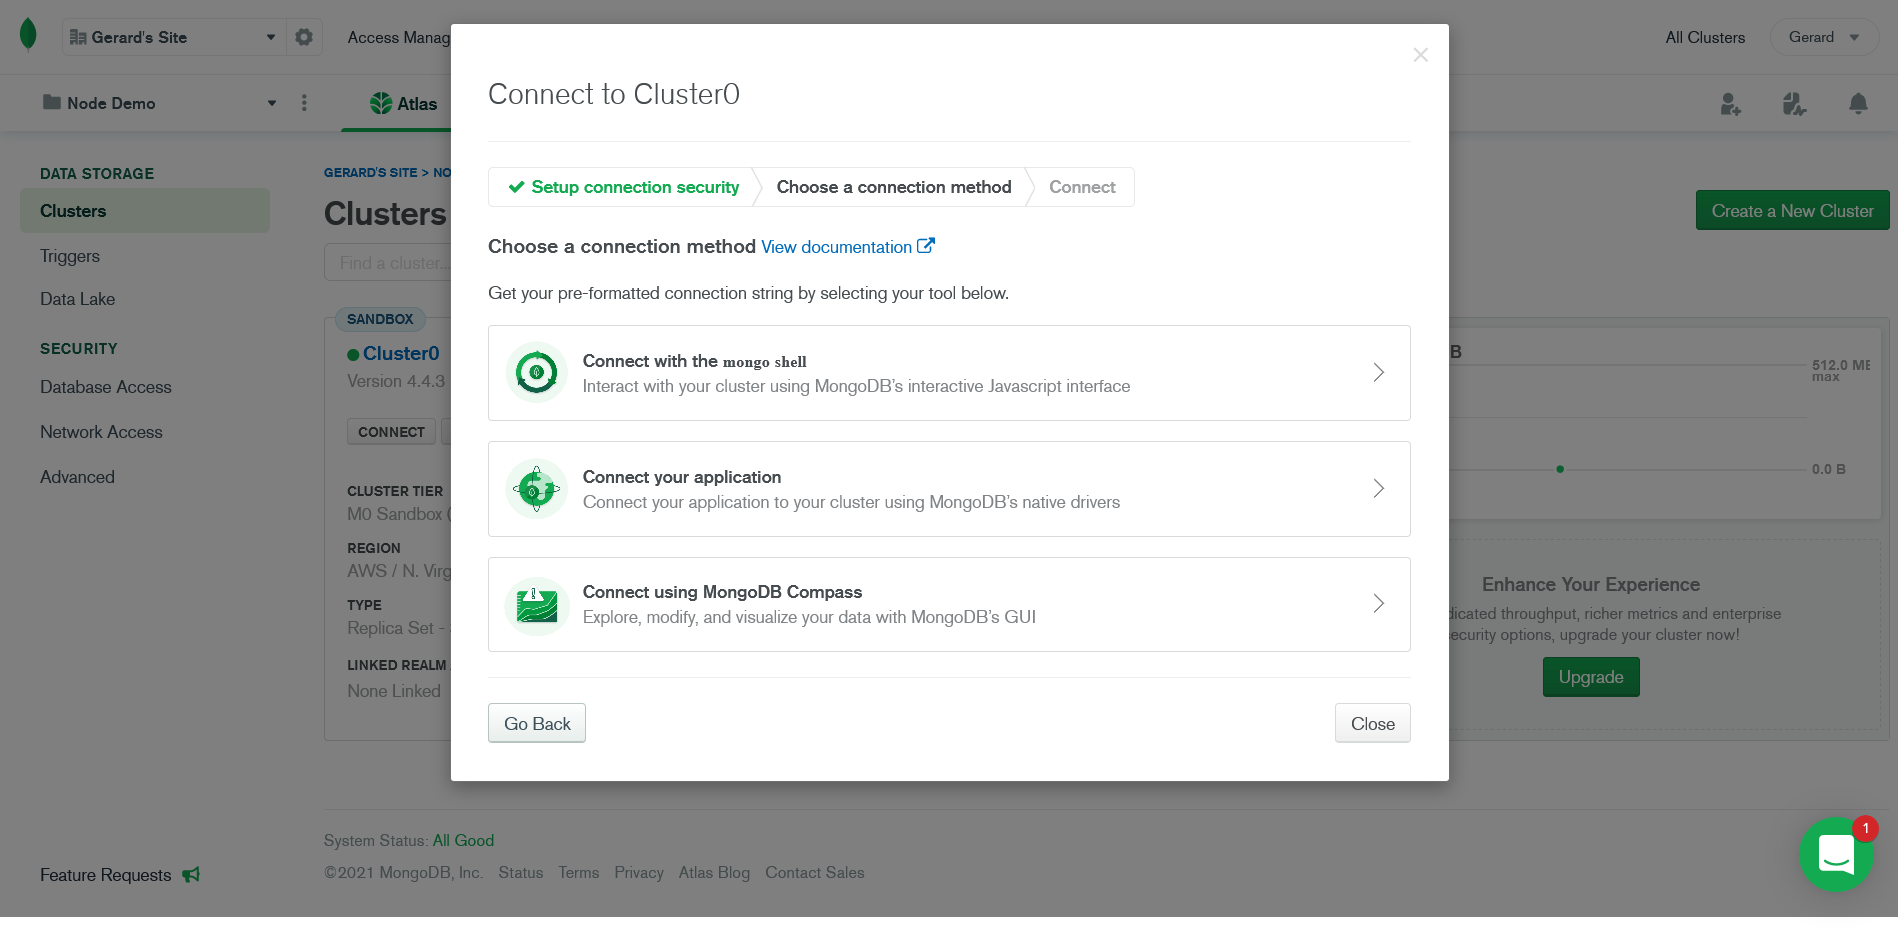 Gerard's Site
Access Manag
All Clusters
Gerard
Node Demo
Atlas
DATA STORAGE
Clusters
Triggers
Data Lake
SECURITY
Database Access
Network Access
Advanced
Feature Requests
GERARD'S SITE > NO
Clusters
Find a cluster...
Create a New Cluster
SANDBOX
Cluster0
Version 4.4.3
CONNECT
CLUSTER TIER
M0 Sandbox (
REGION
AWS / N. Virg
TYPE
Replica Set -
LINKED REALM
None Linked
Connect to Cluster0
Setup connection security
Choose a connection method
Connect
Choose a connection method View documentation
Get your pre-formatted connection string by selecting your tool below.
Connect with the mongo shell
Interact with your cluster using MongoDB's interactive Javascript interface
Connect your application
Connect your application to your cluster using MongoDB's native drivers
Connect using MongoDB Compass
Explore, modify, and visualize your data with MongoDB's GUI
Go Back
Close
B
512.0 MB
max
0.0 B
Enhance Your Experience
dicated throughput, richer metrics and enterprise
ecurity options, upgrade your cluster now!
Upgrade
System Status: All Good
©2021 MongoDB, Inc. Status Terms Privacy Atlas Blog Contact Sales
1